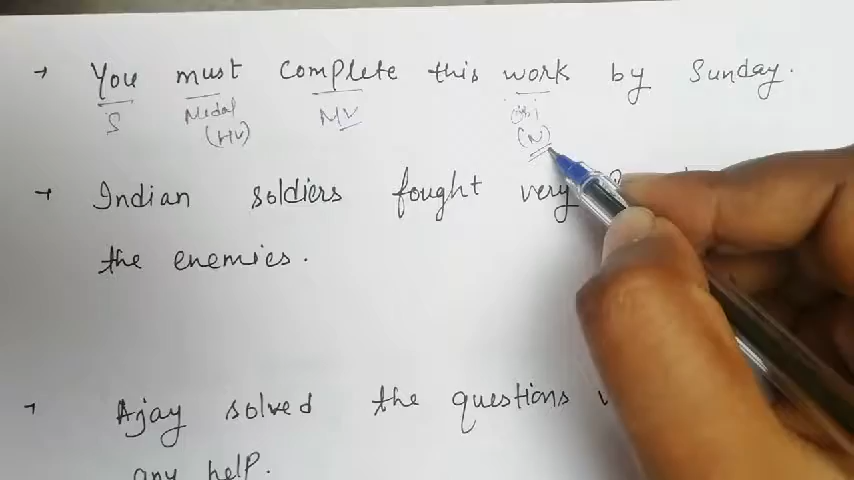 → You must complete this work by Sunday.
S Modal MV obj
(HV) (N)
→ Indian soldiers fought very
the enemies.
→ Ajay solved the questions
any help.